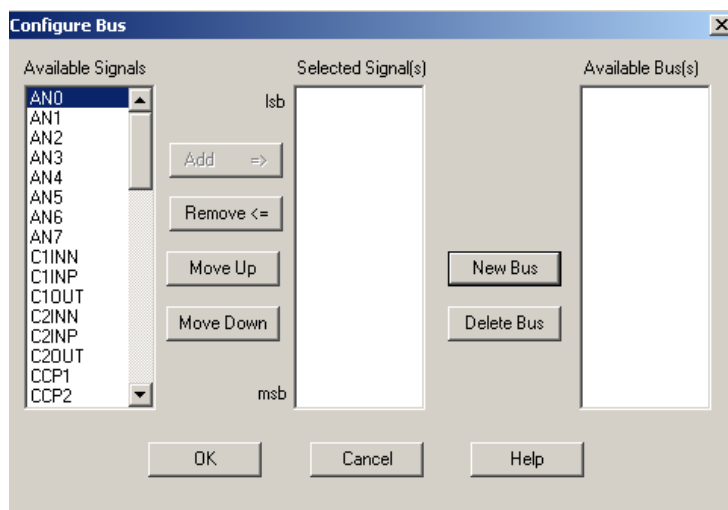 Configure Bus
Available Signals
Selected Signal(s)
Available Bus(s)
AN0
AN1
AN2
AN3
AN4
AN5
AN6
AN7
C1INN
C1INP
C1OUT
C2INN
C2INP
C2OUT
CCP1
CCP2
lsb
Add =>
Remove <=
Move Up
Move Down
msb
New Bus
Delete Bus
OK
Cancel
Help